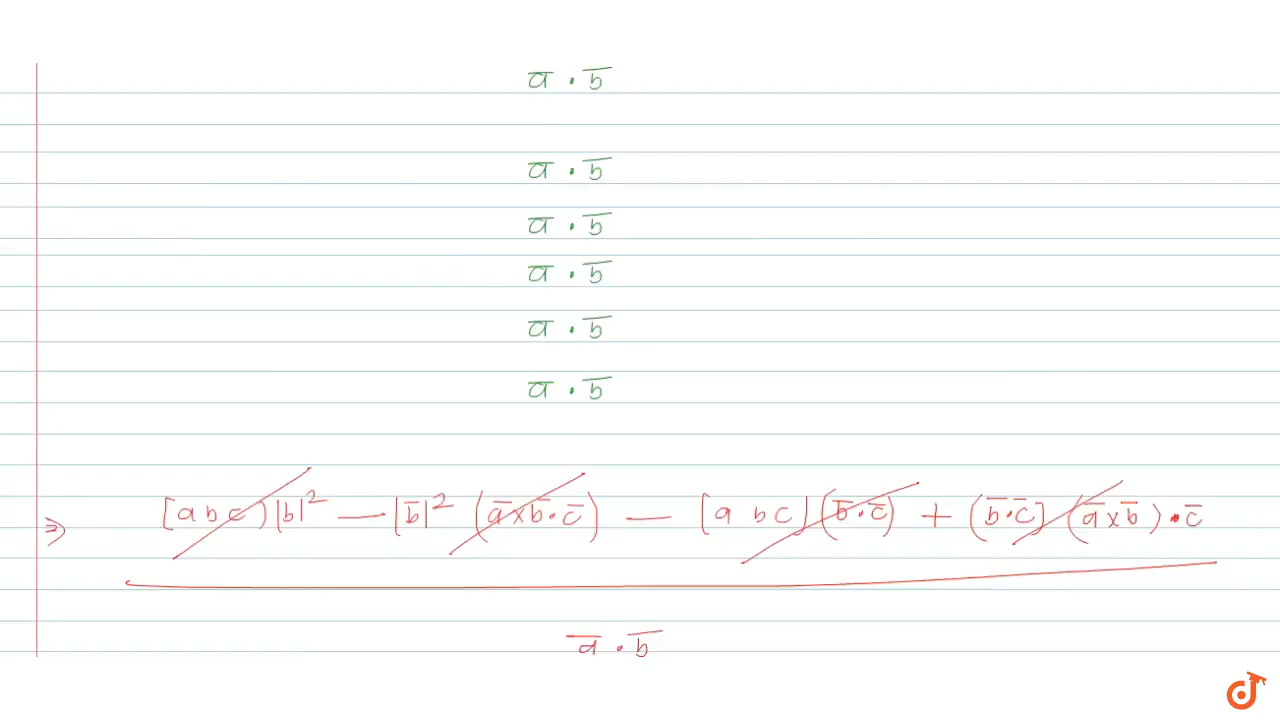 a̅ · b̅
a̅ · b̅
a̅ · b̅
a̅ · b̅
a̅ · b̅
a̅ · b̅
⇒ [a b c) |b|² — |b̅|² (a̅ × b̅ · c̅) — [a b c] (b̅ · c̅) + (b̅ · c̅] (a̅ × b̅) · c̅
a̅ · b̅